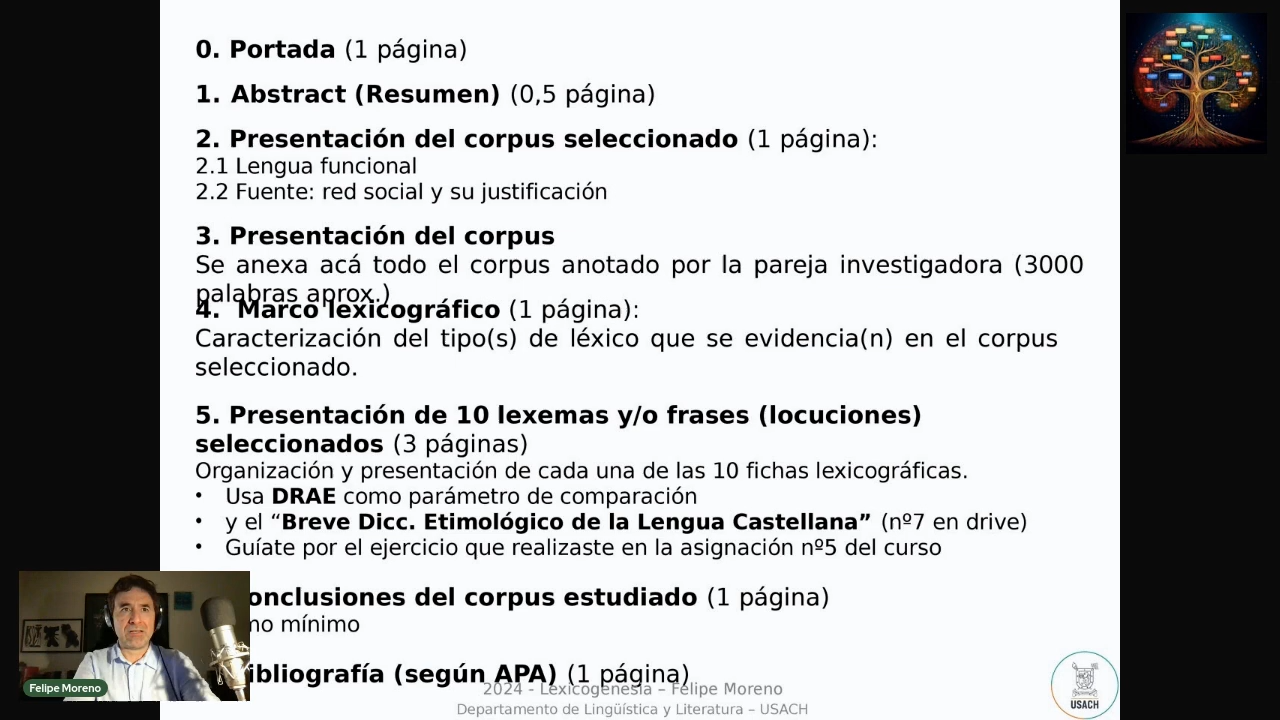 0. Portada (1 página)
1. Abstract (Resumen) (0,5 página)
2. Presentación del corpus seleccionado (1 página):
2.1 Lengua funcional
2.2 Fuente: red social y su justificación
3. Presentación del corpus
Se anexa acá todo el corpus anotado por la pareja investigadora (3000
palabras aprox.)
4. Marco lexicográfico (1 página):
Caracterización del tipo(s) de léxico que se evidencia(n) en el corpus
seleccionado.
5. Presentación de 10 lexemas y/o frases (locuciones)
seleccionados (3 páginas)
Organización y presentación de cada una de las 10 fichas lexicográficas.
• Usa DRAE como parámetro de comparación
• y el “Breve Dicc. Etimológico de la Lengua Castellana” (nº7 en drive)
• Guíate por el ejercicio que realizaste en la asignación nº5 del curso
onclusiones del corpus estudiado (1 página)
mo mínimo
ibliografía (según APA) (1 página)
2024 - Lexicogenesia – Felipe Moreno
Departamento de Lingüística y Literatura – USACH
Felipe Moreno
USACH